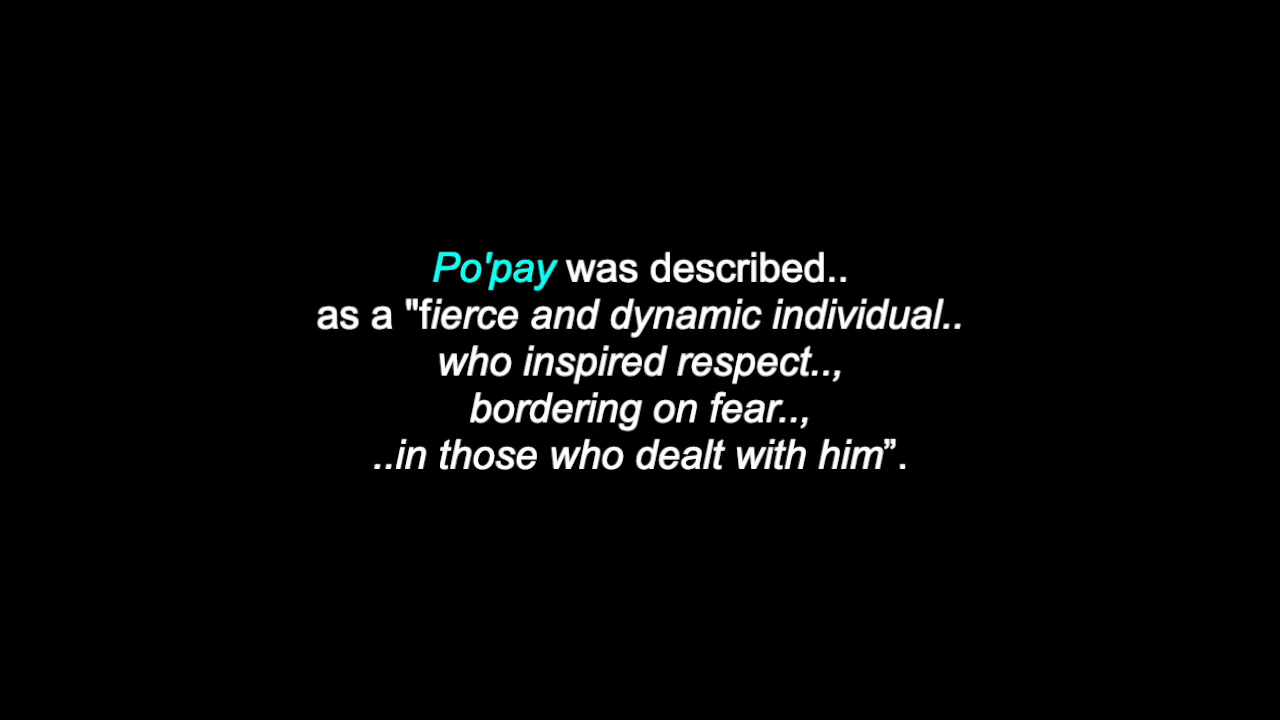 Po'pay was described..
as a "fierce and dynamic individual..
who inspired respect..,
bordering on fear..,
..in those who dealt with him”.